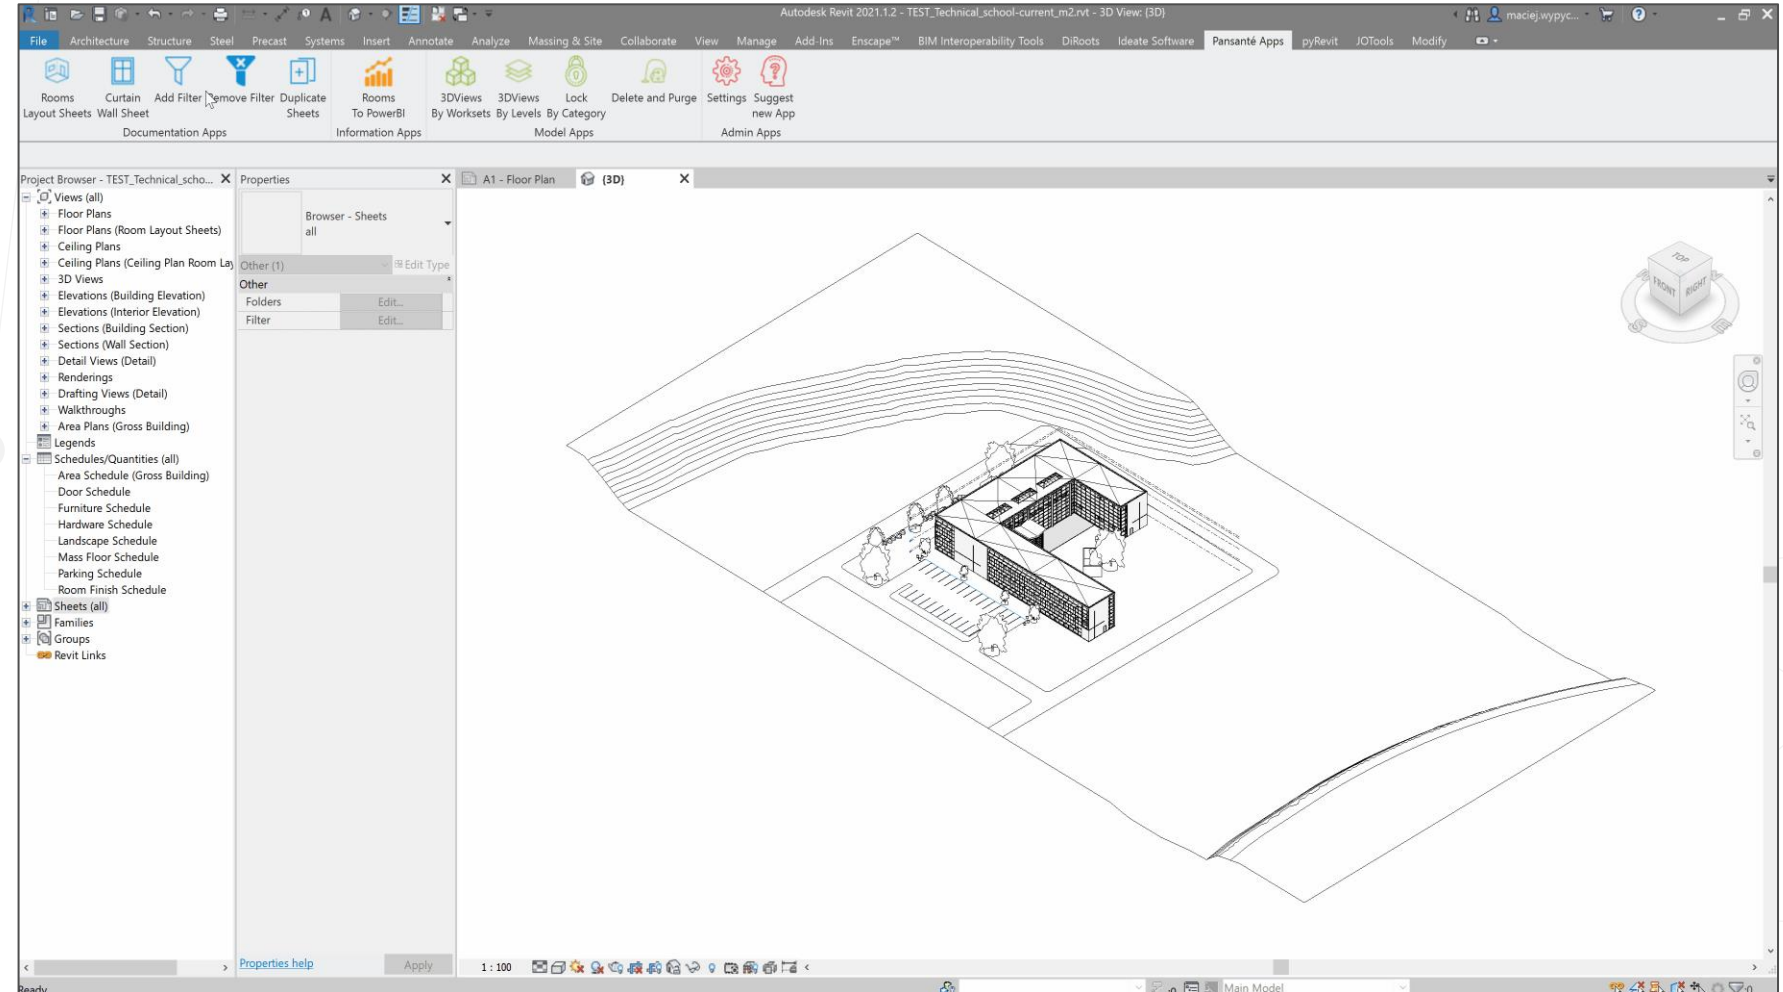 Autodesk Revit 2021.1.2 - TEST_Technical_school-current_m2.rvt - 3D View: {3D}
maciej.wypyc...
File Architecture Structure Steel Precast Systems Insert Annotate Analyze Massing & Site Collaborate View Manage Add-Ins Enscape™ BIM Interoperability Tools DiRoots Ideate Software Pansanté Apps pyRevit JOTools Modify
Rooms Curtain Add Filter Remove Filter Duplicate Rooms 3DViews 3DViews Lock Delete and Purge Settings Suggest
Layout Sheets Wall Sheet Sheets To PowerBI By Worksets By Levels By Category new App
Documentation Apps Information Apps Model Apps Admin Apps
Project Browser - TEST_Technical_scho...
Views (all)
Floor Plans
Floor Plans (Room Layout Sheets)
Ceiling Plans
Ceiling Plans (Ceiling Plan Room Lay
3D Views
Elevations (Building Elevation)
Elevations (Interior Elevation)
Sections (Building Section)
Sections (Wall Section)
Detail Views (Detail)
Renderings
Drafting Views (Detail)
Walkthroughs
Area Plans (Gross Building)
Legends
Schedules/Quantities (all)
Area Schedule (Gross Building)
Door Schedule
Furniture Schedule
Hardware Schedule
Landscape Schedule
Mass Floor Schedule
Parking Schedule
Room Finish Schedule
Sheets (all)
Families
Groups
Revit Links
Properties
Browser - Sheets
all
Other (1) Edit Type
Other
Folders Edit...
Filter Edit...
Properties help Apply
A1 - Floor Plan {3D}
TOP
FRONT RIGHT
1 : 100
Ready :0 Main Model :0